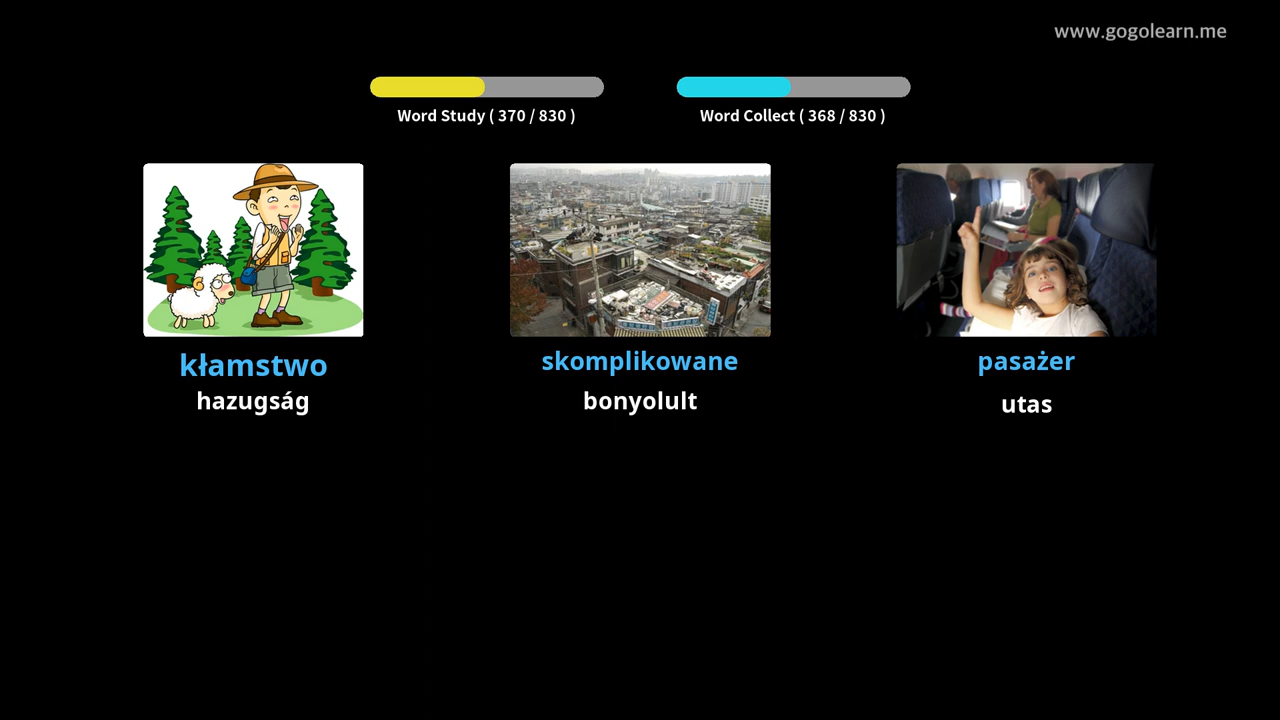 www.gogolearn.me
Word Study ( 370 / 830 )
Word Collect ( 368 / 830 )
kłamstwo
hazugság
skomplikowane
bonyolult
pasażer
utas